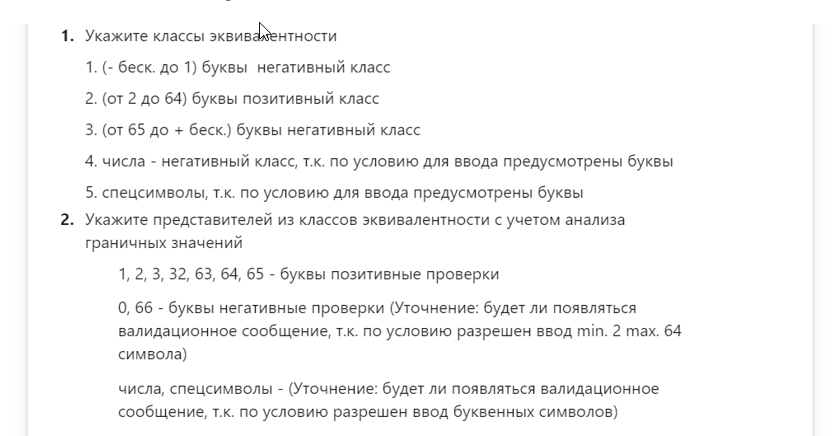 1. Укажите классы эквивалентности
1. (- беск. до 1) буквы негативный класс
2. (от 2 до 64) буквы позитивный класс
3. (от 65 до + беск.) буквы негативный класс
4. числа - негативный класс, т.к. по условию для ввода предусмотрены буквы
5. спецсимволы, т.к. по условию для ввода предусмотрены буквы
2. Укажите представителей из классов эквивалентности с учетом анализа
граничных значений
1, 2, 3, 32, 63, 64, 65 - буквы позитивные проверки
0, 66 - буквы негативные проверки (Уточнение: будет ли появляться
валидационное сообщение, т.к. по условию разрешен ввод min. 2 max. 64
символа)
числа, спецсимволы - (Уточнение: будет ли появляться валидационное
сообщение, т.к. по условию разрешен ввод буквенных символов)